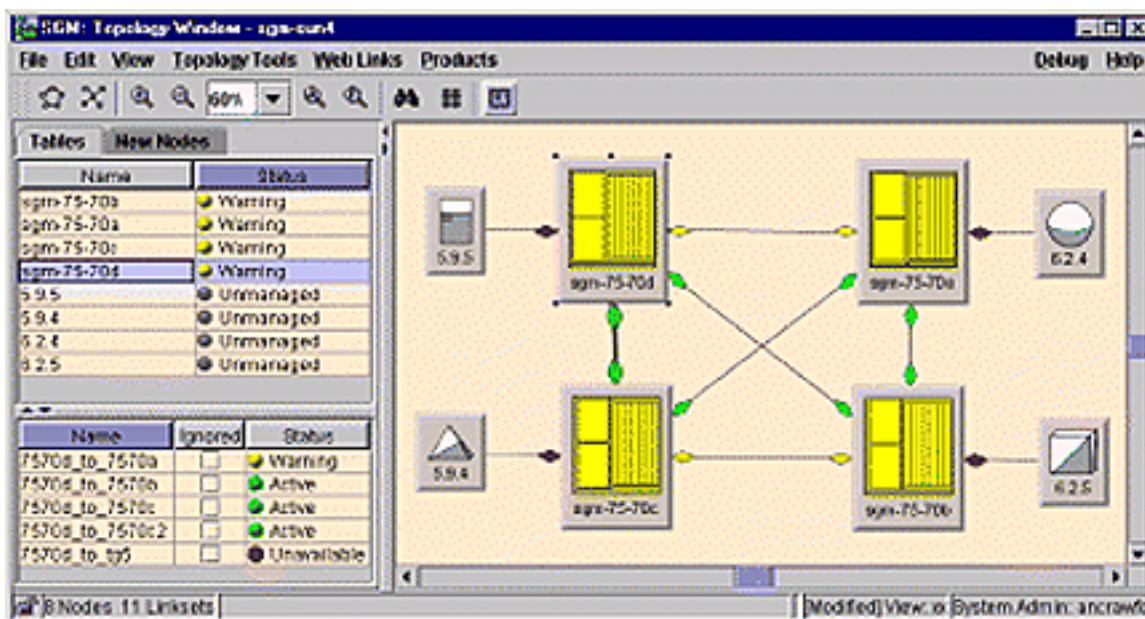 SGM: Topology Window - sgm-sun4
File Edit View Topology Tools Web Links Products Debug Help
60%
Tables New Nodes
Name Status
sgm-75-70b Warning
sgm-75-70a Warning
sgm-75-70c Warning
sgm-75-70d Warning
5.9.5 Unmanaged
5.9.4 Unmanaged
6.2.4 Unmanaged
6.2.5 Unmanaged
Name Ignored Status
7570d_to_7570a Warning
7570d_to_7570b Active
7570d_to_7570c Active
7570d_to_7570c2 Active
7570d_to_tg5 Unavailable
5.9.5
sgm-75-70d
sgm-75-70a
6.2.4
5.9.4
sgm-75-70c
sgm-75-70b
6.2.5
8 Nodes 11 Linksets
[Modified] View: System Admin: ancrawfo